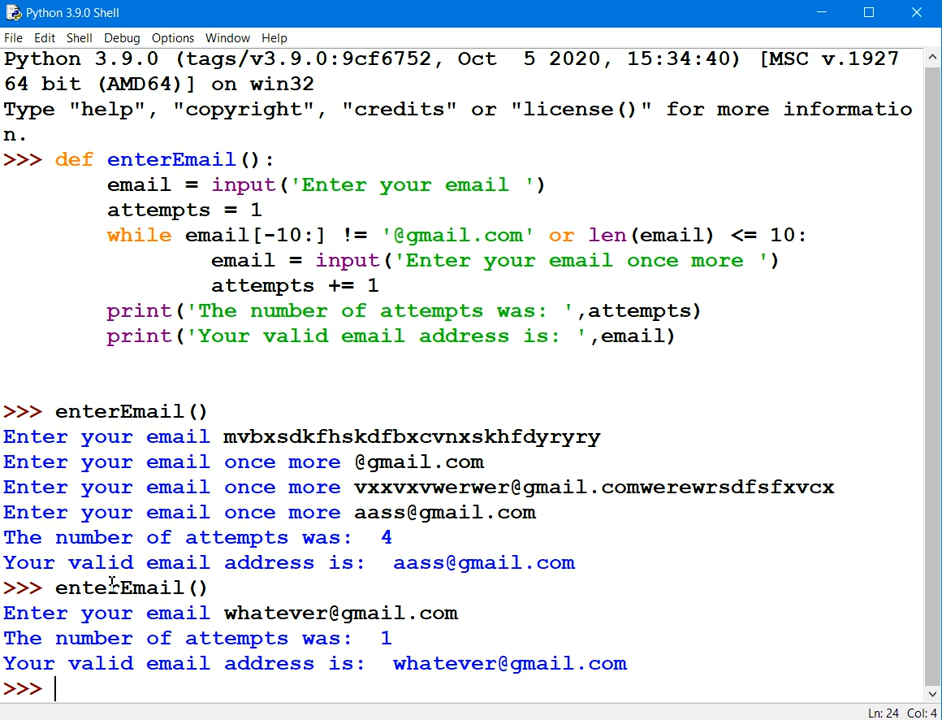 Python 3.9.0 Shell
File Edit Shell Debug Options Window Help
Python 3.9.0 (tags/v3.9.0:9cf6752, Oct  5 2020, 15:34:40) [MSC v.1927
64 bit (AMD64)] on win32
Type "help", "copyright", "credits" or "license()" for more informatio
n.
>>> def enterEmail():
        email = input('Enter your email ')
        attempts = 1
        while email[-10:] != '@gmail.com' or len(email) <= 10:
                email = input('Enter your email once more ')
                attempts += 1
        print('The number of attempts was: ',attempts)
        print('Your valid email address is: ',email)
>>> enterEmail()
Enter your email mvbxsdkfhskdfbxcvnxskhfdyryry
Enter your email once more @gmail.com
Enter your email once more vxxvxvwerwer@gmail.comwerewrsdfsfxvcx
Enter your email once more aass@gmail.com
The number of attempts was:  4
Your valid email address is:  aass@gmail.com
>>> enterEmail()
Enter your email whatever@gmail.com
The number of attempts was:  1
Your valid email address is:  whatever@gmail.com
>>>
Ln: 24 Col: 4